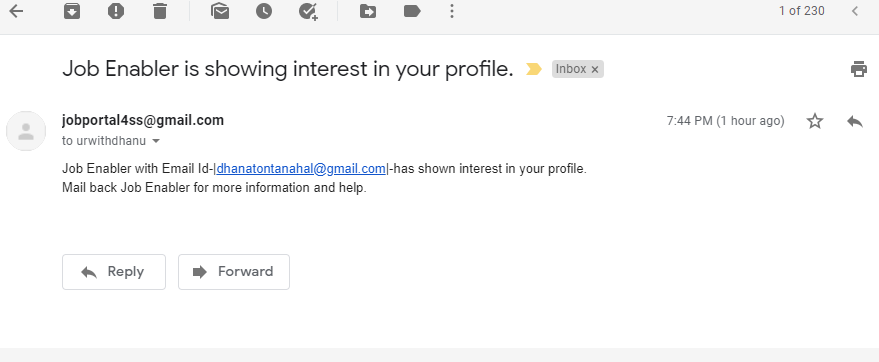 1 of 230
Job Enabler is showing interest in your profile.
Inbox x
jobportal4ss@gmail.com
7:44 PM (1 hour ago)
to urwithdhanu
Job Enabler with Email Id-|dhanatontanahal@gmail.com|-has shown interest in your profile.
Mail back Job Enabler for more information and help.
Reply
Forward